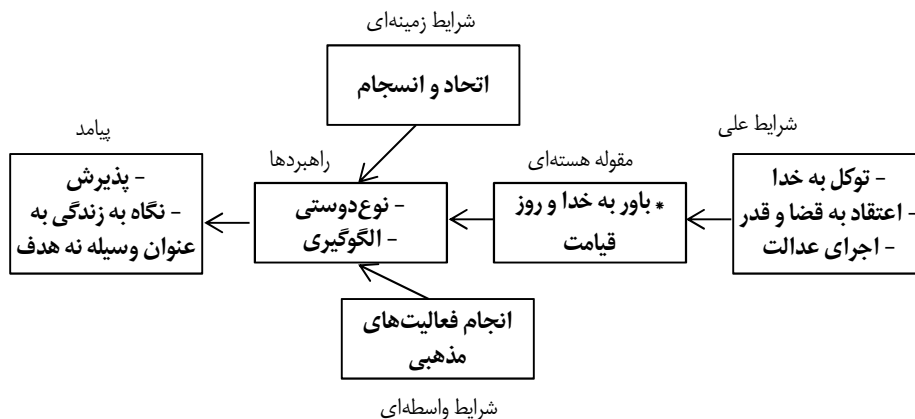 شرایط زمینه‌ای
اتحاد و انسجام
شرایط علی
- توکل به خدا
- اعتقاد به قضا و قدر
- اجرای عدالت
مقوله هسته‌ای
* باور به خدا و روز
قیامت
راهبردها
- نوع‌دوستی
- الگوگیری
پیامد
- پذیرش
- نگاه به زندگی به
عنوان وسیله نه هدف
انجام فعالیت‌های
مذهبی
شرایط واسطه‌ای